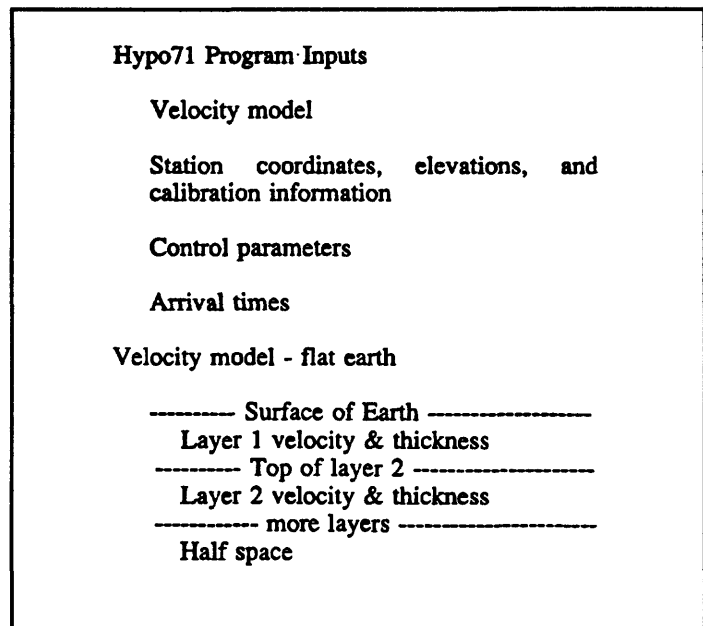 Hypo71 Program Inputs
Velocity model
Station coordinates, elevations, and
calibration information
Control parameters
Arrival times
Velocity model - flat earth
---------- Surface of Earth -------------------
Layer 1 velocity & thickness
---------- Top of layer 2 ---------------------
Layer 2 velocity & thickness
------------ more layers -----------------------
Half space